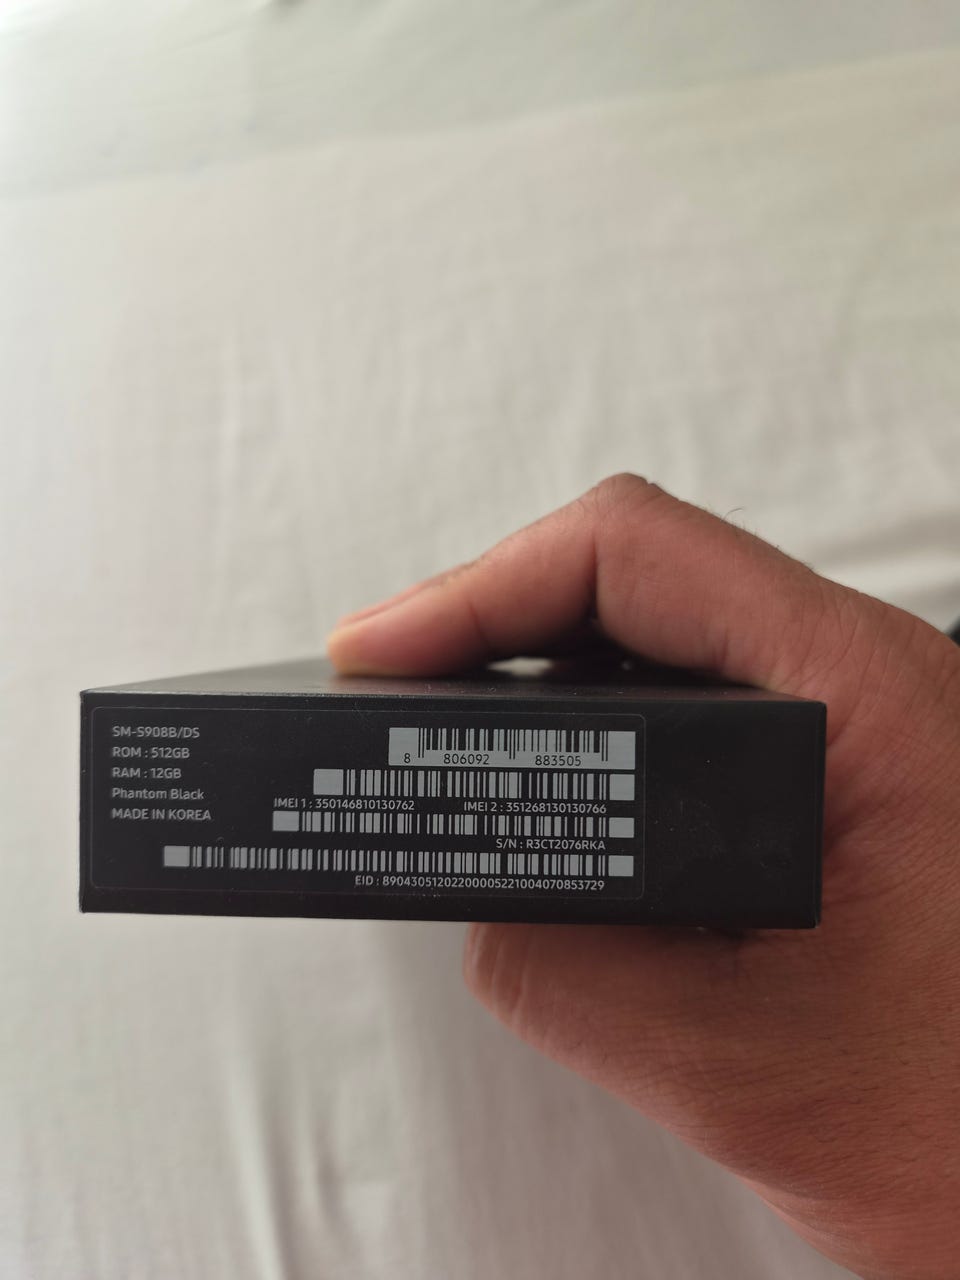 SM-S908B/DS
ROM : 512GB
RAM : 12GB
Phantom Black
MADE IN KOREA
8 806092 883505
IMEI 1 : 350146810130762 IMEI 2 : 351268130130766
S/N : R3CT2076RKA
EID : 89043051202200005221004070853729